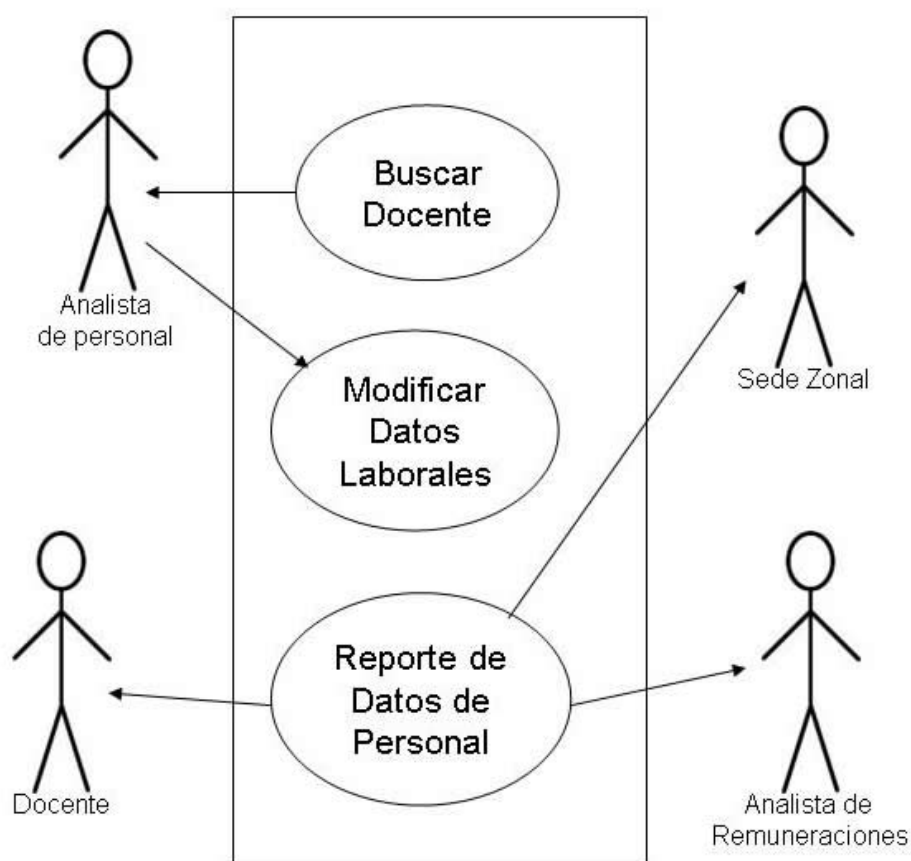 Buscar
Docente
Analista
de personal
Modificar
Datos
Laborales
Sede Zonal
Reporte de
Datos de
Personal
Docente
Analista de
Remuneraciones